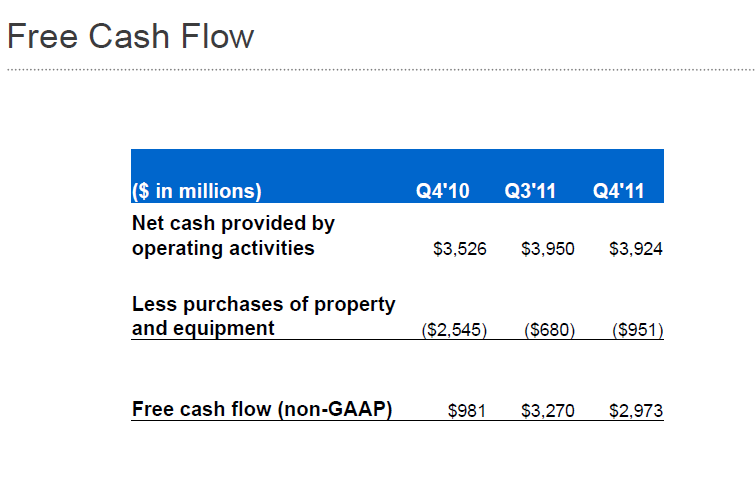 Free Cash Flow
($ in millions) Q4'10 Q3'11 Q4'11
Net cash provided by
operating activities $3,526 $3,950 $3,924
Less purchases of property
and equipment ($2,545) ($680) ($951)
Free cash flow (non-GAAP) $981 $3,270 $2,973